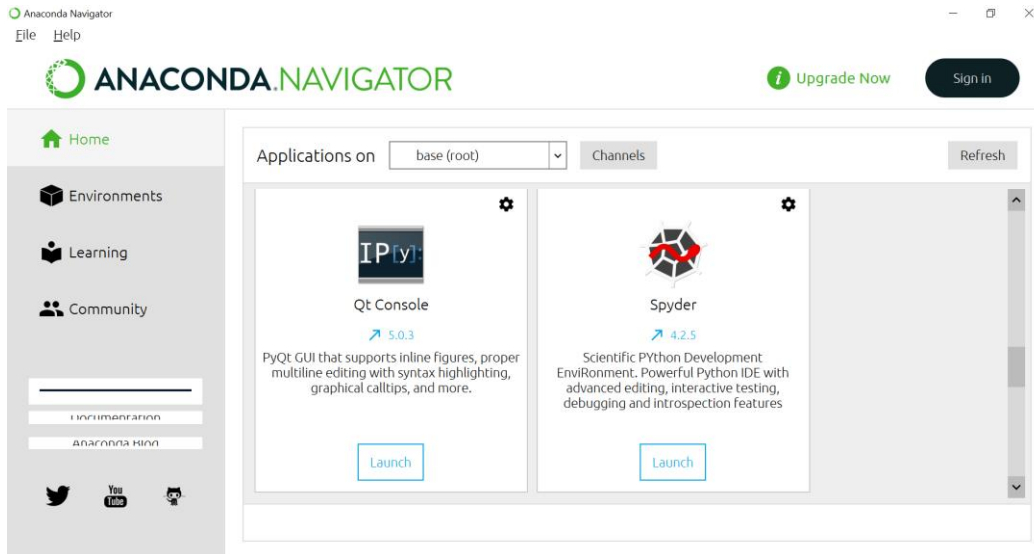 Anaconda Navigator
File Help
ANACONDA.NAVIGATOR
i Upgrade Now
Sign in
Home
Environments
Learning
Community
Documentation
Anaconda Blog
You
Tube
Applications on base (root) Channels Refresh
IP[y]:
Qt Console
5.0.3
PyQt GUI that supports inline figures, proper
multiline editing with syntax highlighting,
graphical calltips, and more.
Launch
Spyder
4.2.5
Scientific PYthon Development
EnviRonment. Powerful Python IDE with
advanced editing, interactive testing,
debugging and introspection features
Launch